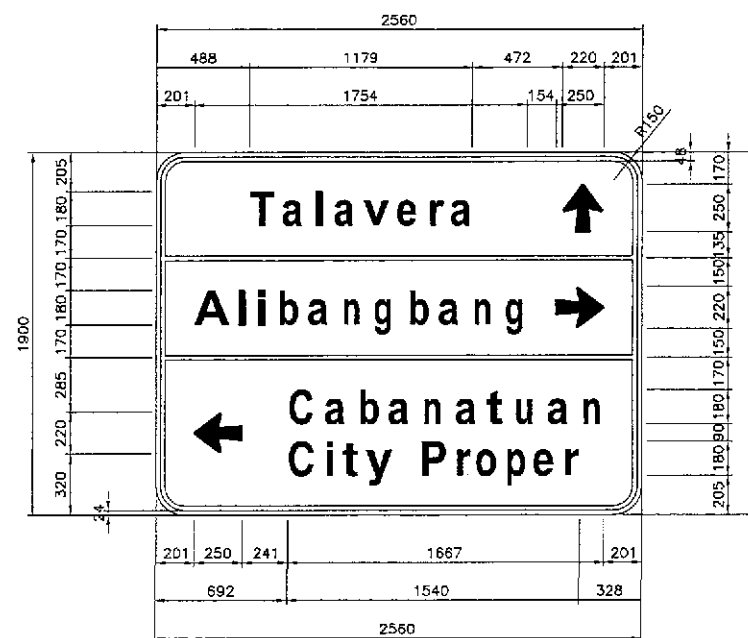 2560
488 1179 472 220 201
201 1754 154 250
R150
48
205 180 170 170 180 170 285 220 320
1900
24
170 250 135 150 220 150 170 180 90 180 205
Talavera
Alibangbang
Cabanatuan
City Proper
201 250 241 1667 201
692 1540 328
2560